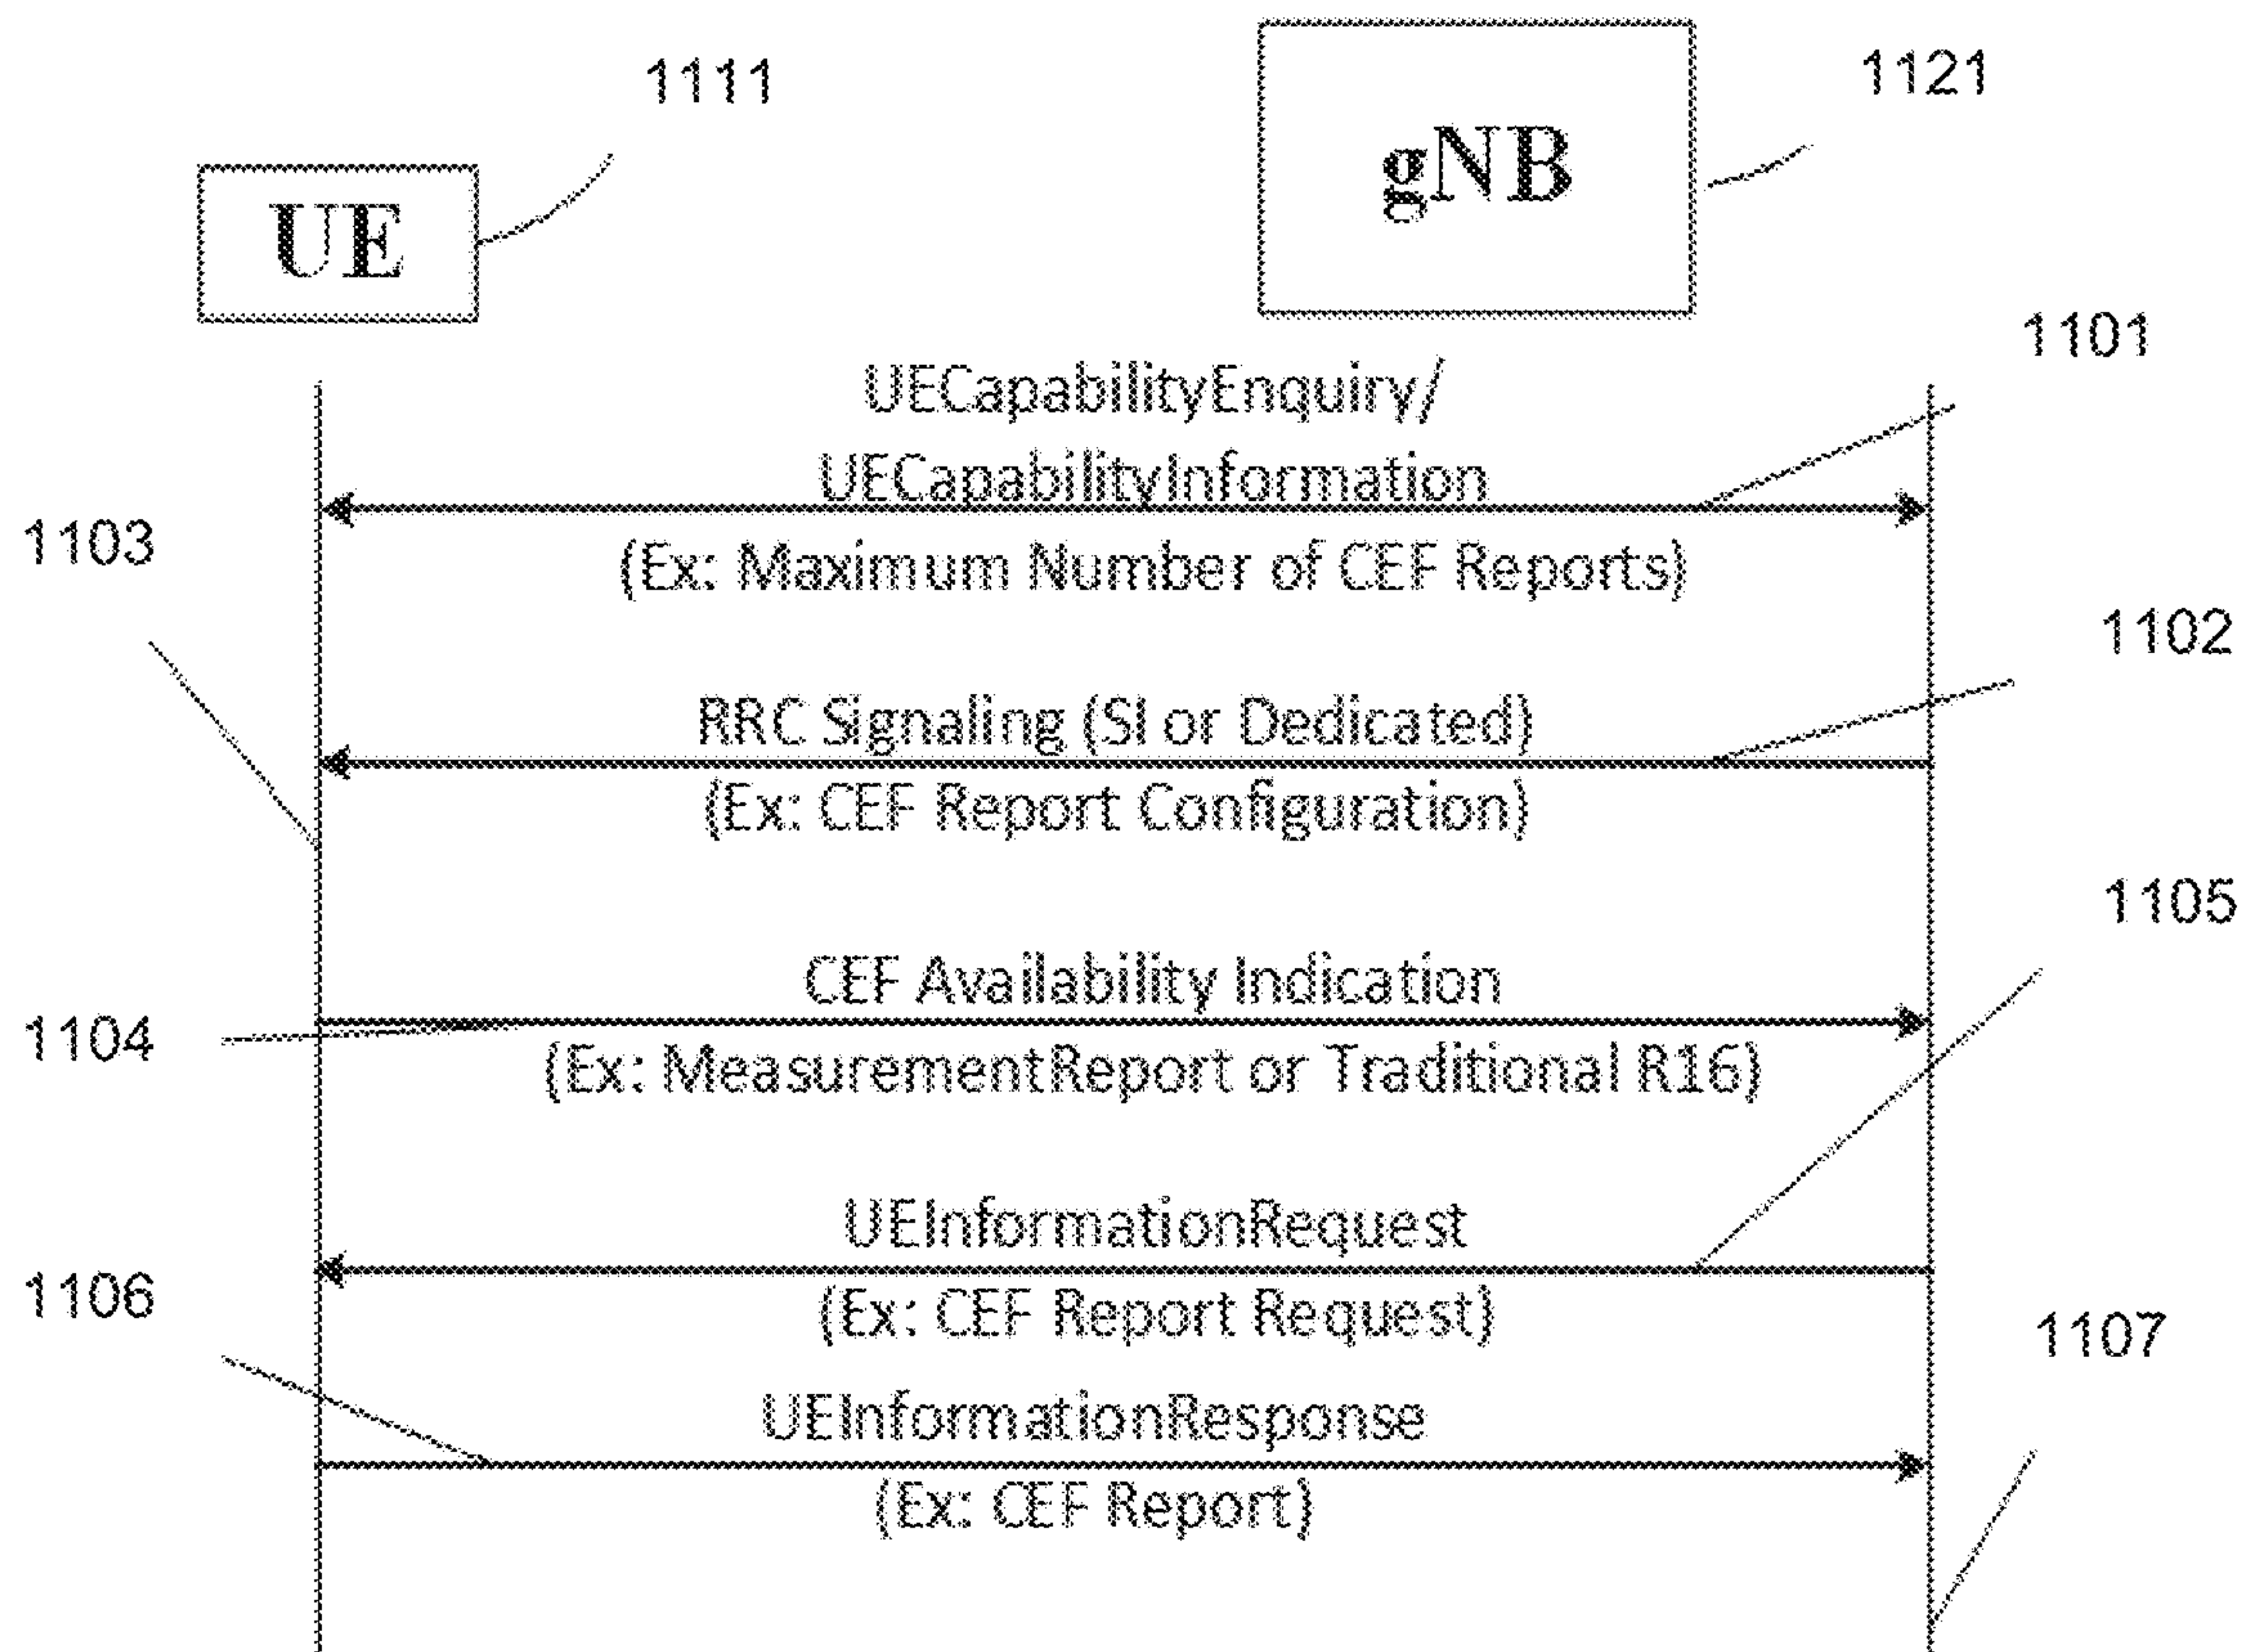 1111
1121
UE
gNB
1101
UECapabilityEnquiry/
UECapabilityInformation
1103
(Ex: Maximum Number of CEF Reports)
1102
RRC Signaling (SI or Dedicated)
(Ex: CEF Report Configuration)
1105
CEF Availability Indication
1104
(Ex: MeasurementReport or Traditional R16)
UEInformationRequest
1106
(Ex: CEF Report Request)
1107
UEInformationResponse
(Ex: CEF Report)